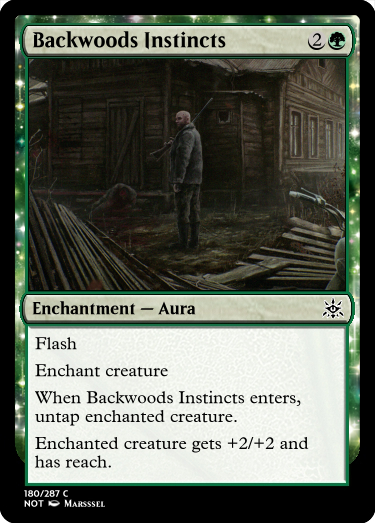 Backwoods Instincts 2
Enchantment — Aura
Flash
Enchant creature
When Backwoods Instincts enters,
untap enchanted creature.
Enchanted creature gets +2/+2 and
has reach.
180/287 C
NOT Marsssel